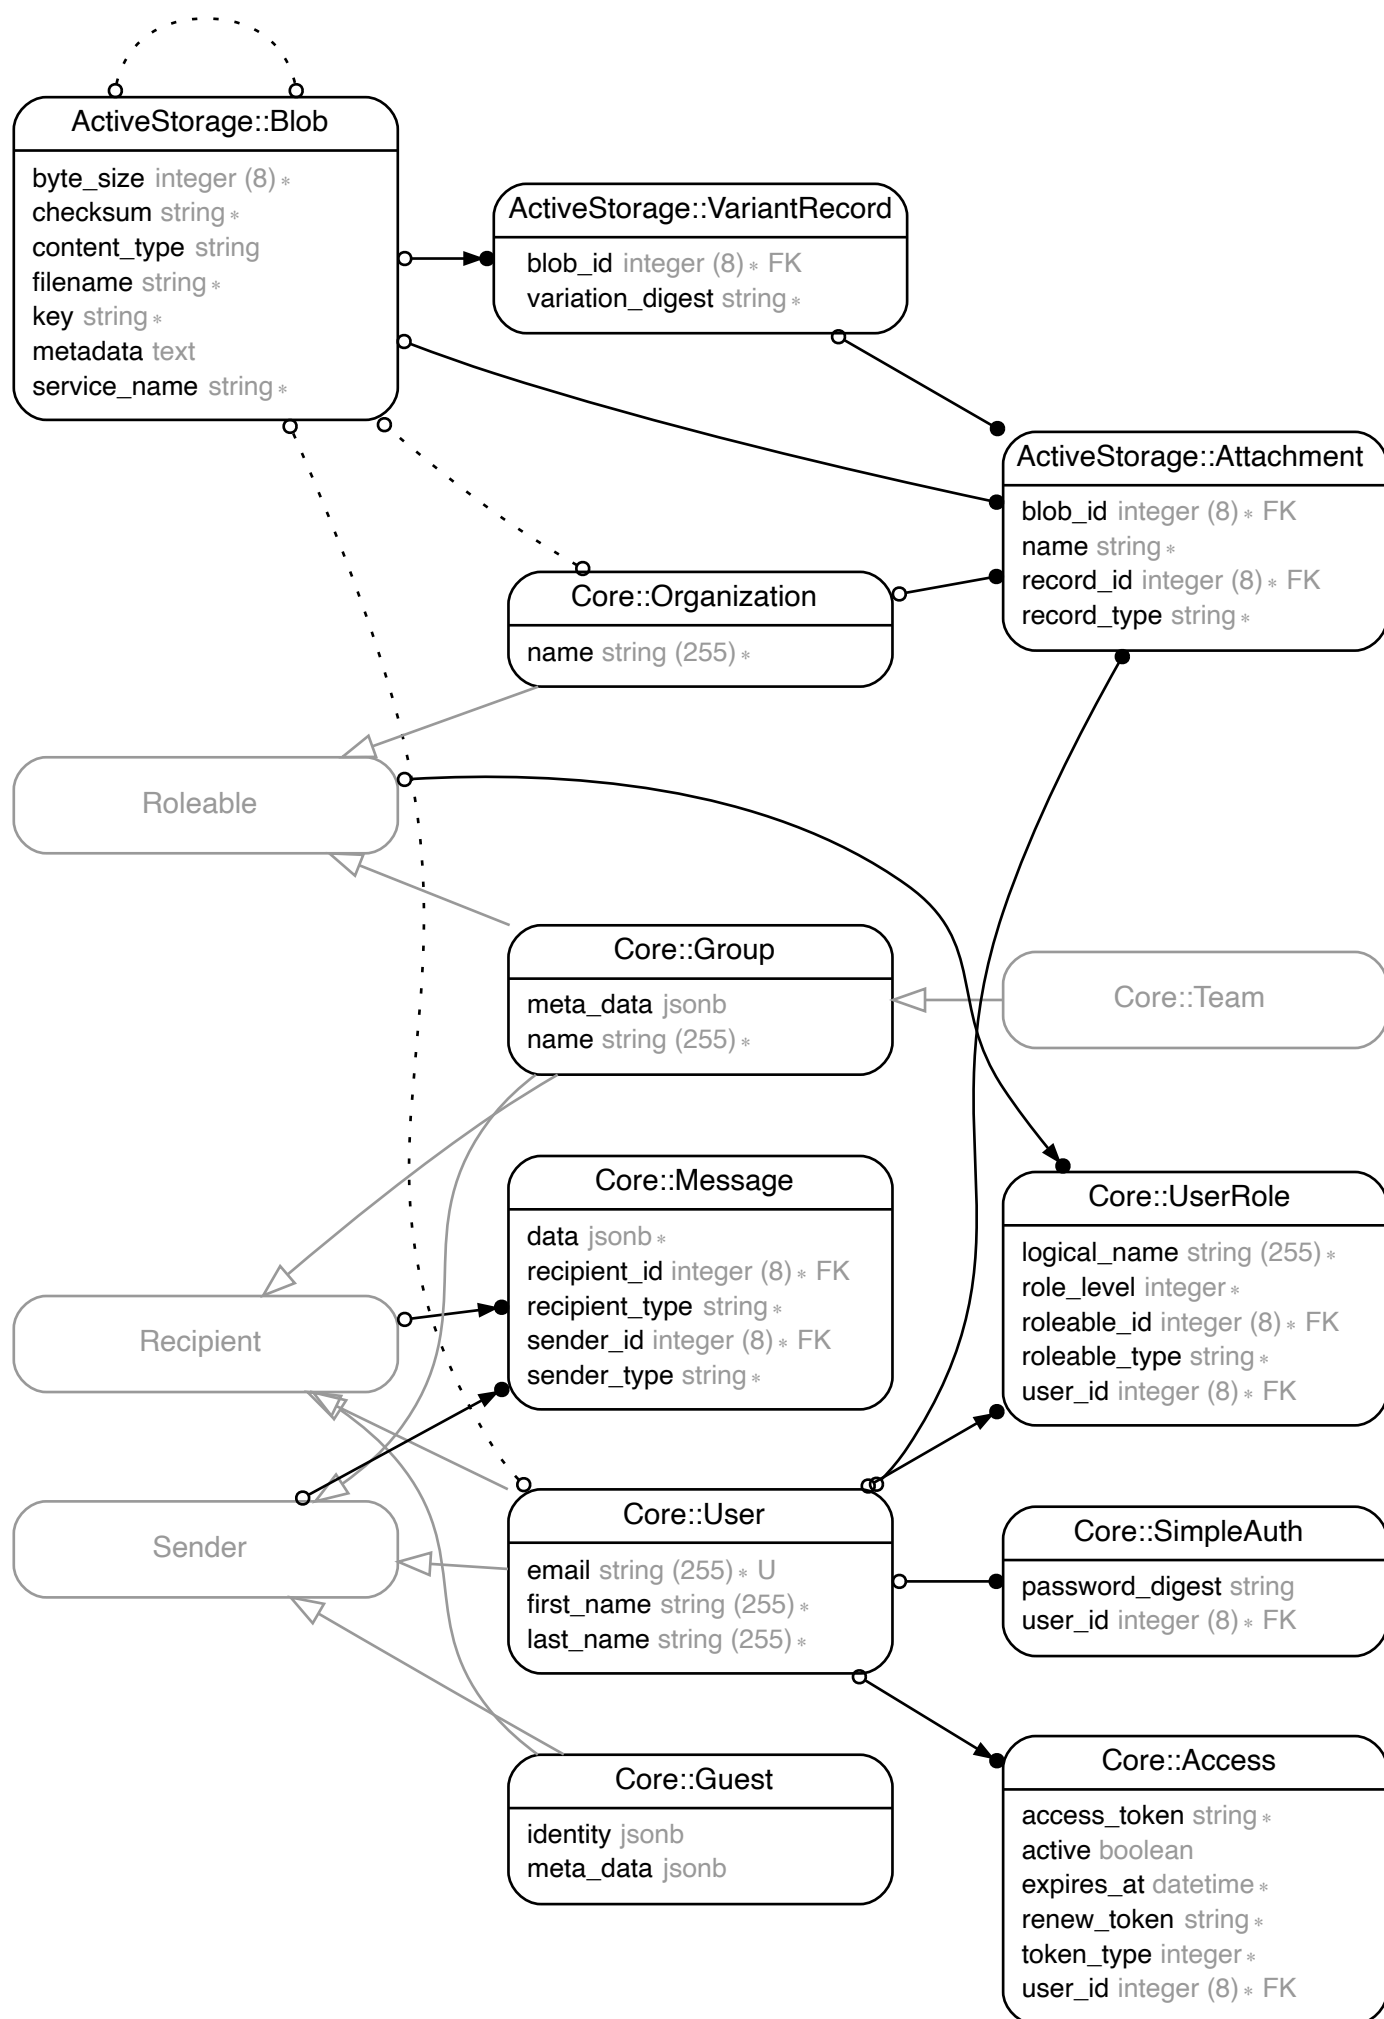 ActiveStorage::Blob
byte_size integer (8) ∗
checksum string ∗
content_type string
filename string ∗
key string ∗
metadata text
service_name string ∗
ActiveStorage::VariantRecord
blob_id integer (8) ∗ FK
variation_digest string ∗
ActiveStorage::Attachment
blob_id integer (8) ∗ FK
name string ∗
record_id integer (8) ∗ FK
record_type string ∗
Core::Organization
name string (255) ∗
Roleable
Core::Group
meta_data jsonb
name string (255) ∗
Core::Team
Core::Message
data jsonb ∗
recipient_id integer (8) ∗ FK
recipient_type string ∗
sender_id integer (8) ∗ FK
sender_type string ∗
Core::UserRole
logical_name string (255) ∗
role_level integer ∗
roleable_id integer (8) ∗ FK
roleable_type string ∗
user_id integer (8) ∗ FK
Recipient
Sender
Core::User
email string (255) ∗ U
first_name string (255) ∗
last_name string (255) ∗
Core::SimpleAuth
password_digest string
user_id integer (8) ∗ FK
Core::Guest
identity jsonb
meta_data jsonb
Core::Access
access_token string ∗
active boolean
expires_at datetime ∗
renew_token string ∗
token_type integer ∗
user_id integer (8) ∗ FK